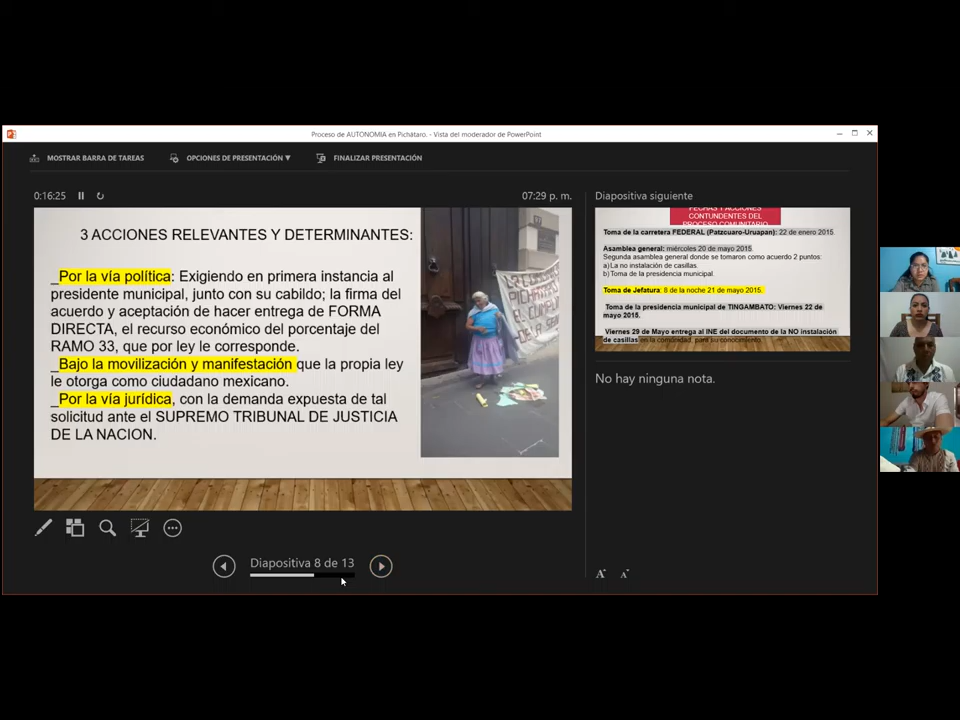 Proceso de AUTONOMIA en Pichátaro. - Vista del moderador de PowerPoint
MOSTRAR BARRA DE TAREAS
OPCIONES DE PRESENTACIÓN ▼
FINALIZAR PRESENTACIÓN
0:16:25
07:29 p. m.
3 ACCIONES RELEVANTES Y DETERMINANTES:
_Por la vía política: Exigiendo en primera instancia al
presidente municipal, junto con su cabildo; la firma del
acuerdo y aceptación de hacer entrega de FORMA
DIRECTA, el recurso económico del porcentaje del
RAMO 33, que por ley le corresponde.
_Bajo la movilización y manifestación que la propia ley
le otorga como ciudadano mexicano.
_Por la vía jurídica, con la demanda expuesta de tal
solicitud ante el SUPREMO TRIBUNAL DE JUSTICIA
DE LA NACION.
Diapositiva 8 de 13
Diapositiva siguiente
FECHAS Y ACCIONES
CONTUNDENTES DEL
PROCESO COMUNITARIO
Toma de la carretera FEDERAL (Patzcuaro-Uruapan): 22 de enero 2015.
Asamblea general: miércoles 20 de mayo 2015.
Segunda asamblea general donde se tomaron como acuerdo 2 puntos:
a) La no instalación de casillas.
b) Toma de la presidencia municipal.
Toma de Jefatura: 8 de la noche 21 de mayo 2015.
Toma de la presidencia municipal de TINGAMBATO: Viernes 22 de
mayo 2015.
Viernes 29 de Mayo entrega al INE del documento de la NO instalación
de casillas en la comunidad, para su conocimiento.
No hay ninguna nota.